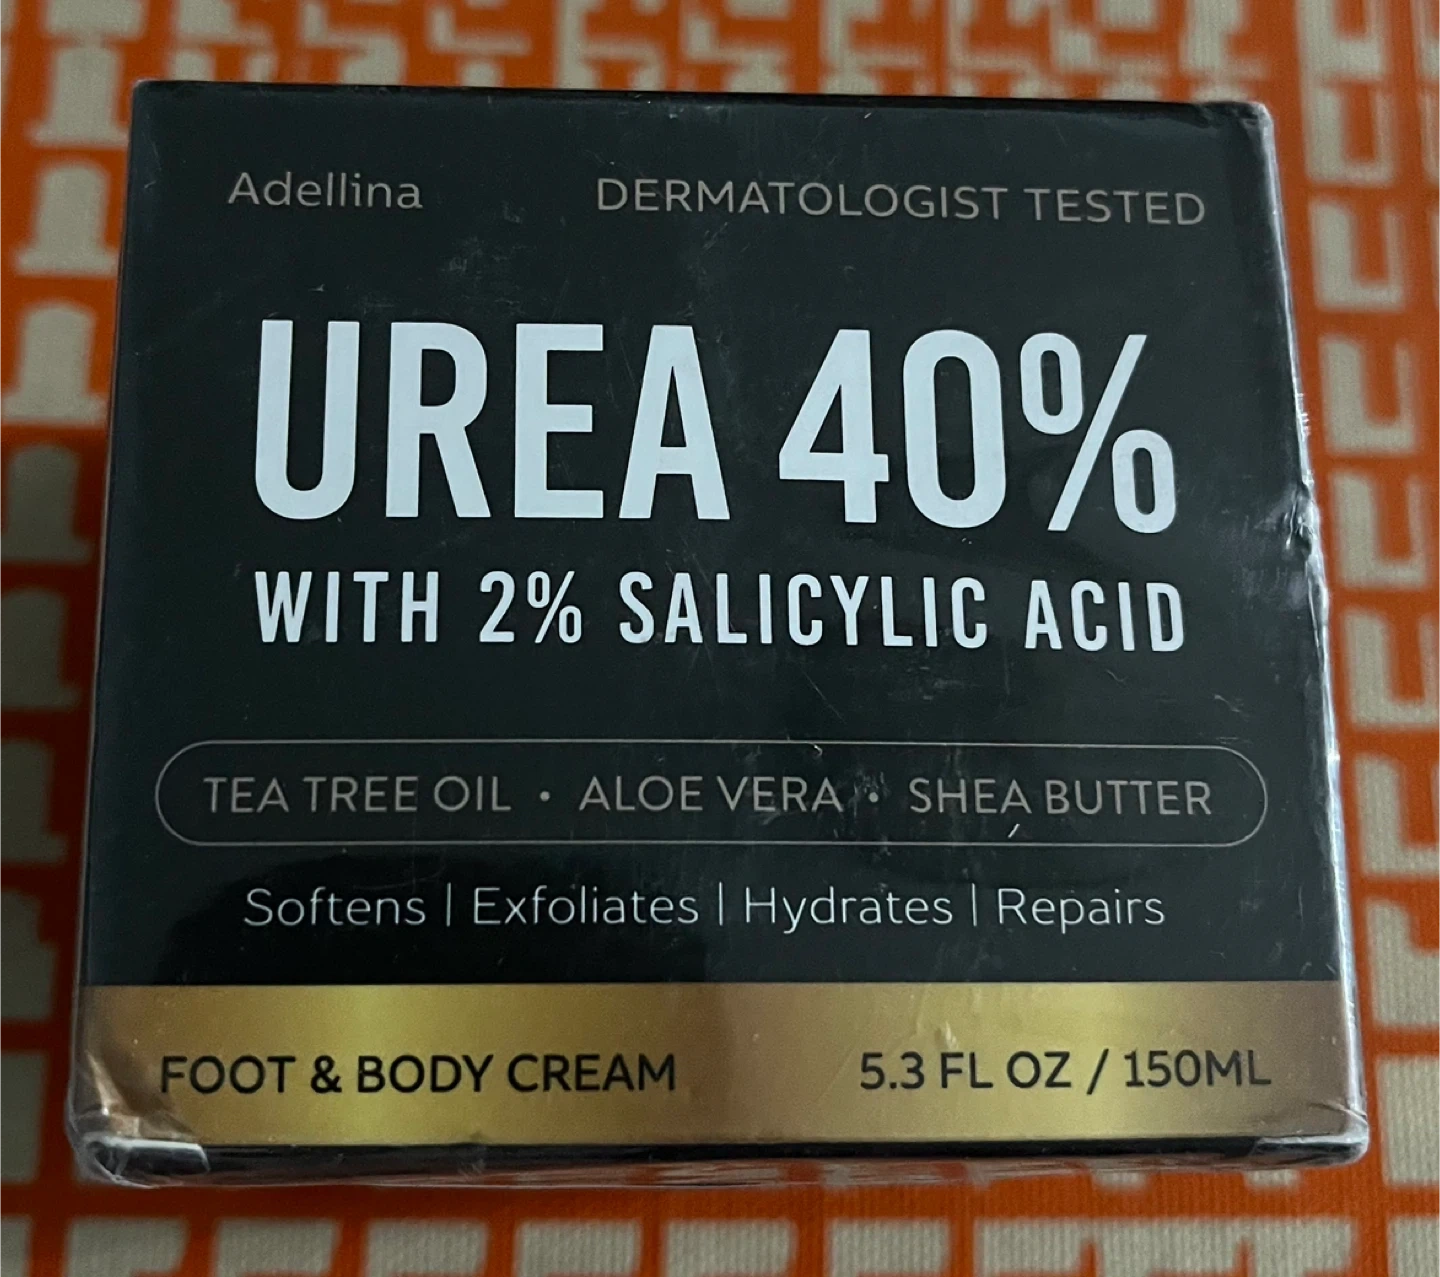 Adellina DERMATOLOGIST TESTED
UREA 40%
WITH 2% SALICYLIC ACID
TEA TREE OIL • ALOE VERA • SHEA BUTTER
Softens | Exfoliates | Hydrates | Repairs
FOOT & BODY CREAM 5.3 FL OZ / 150ML